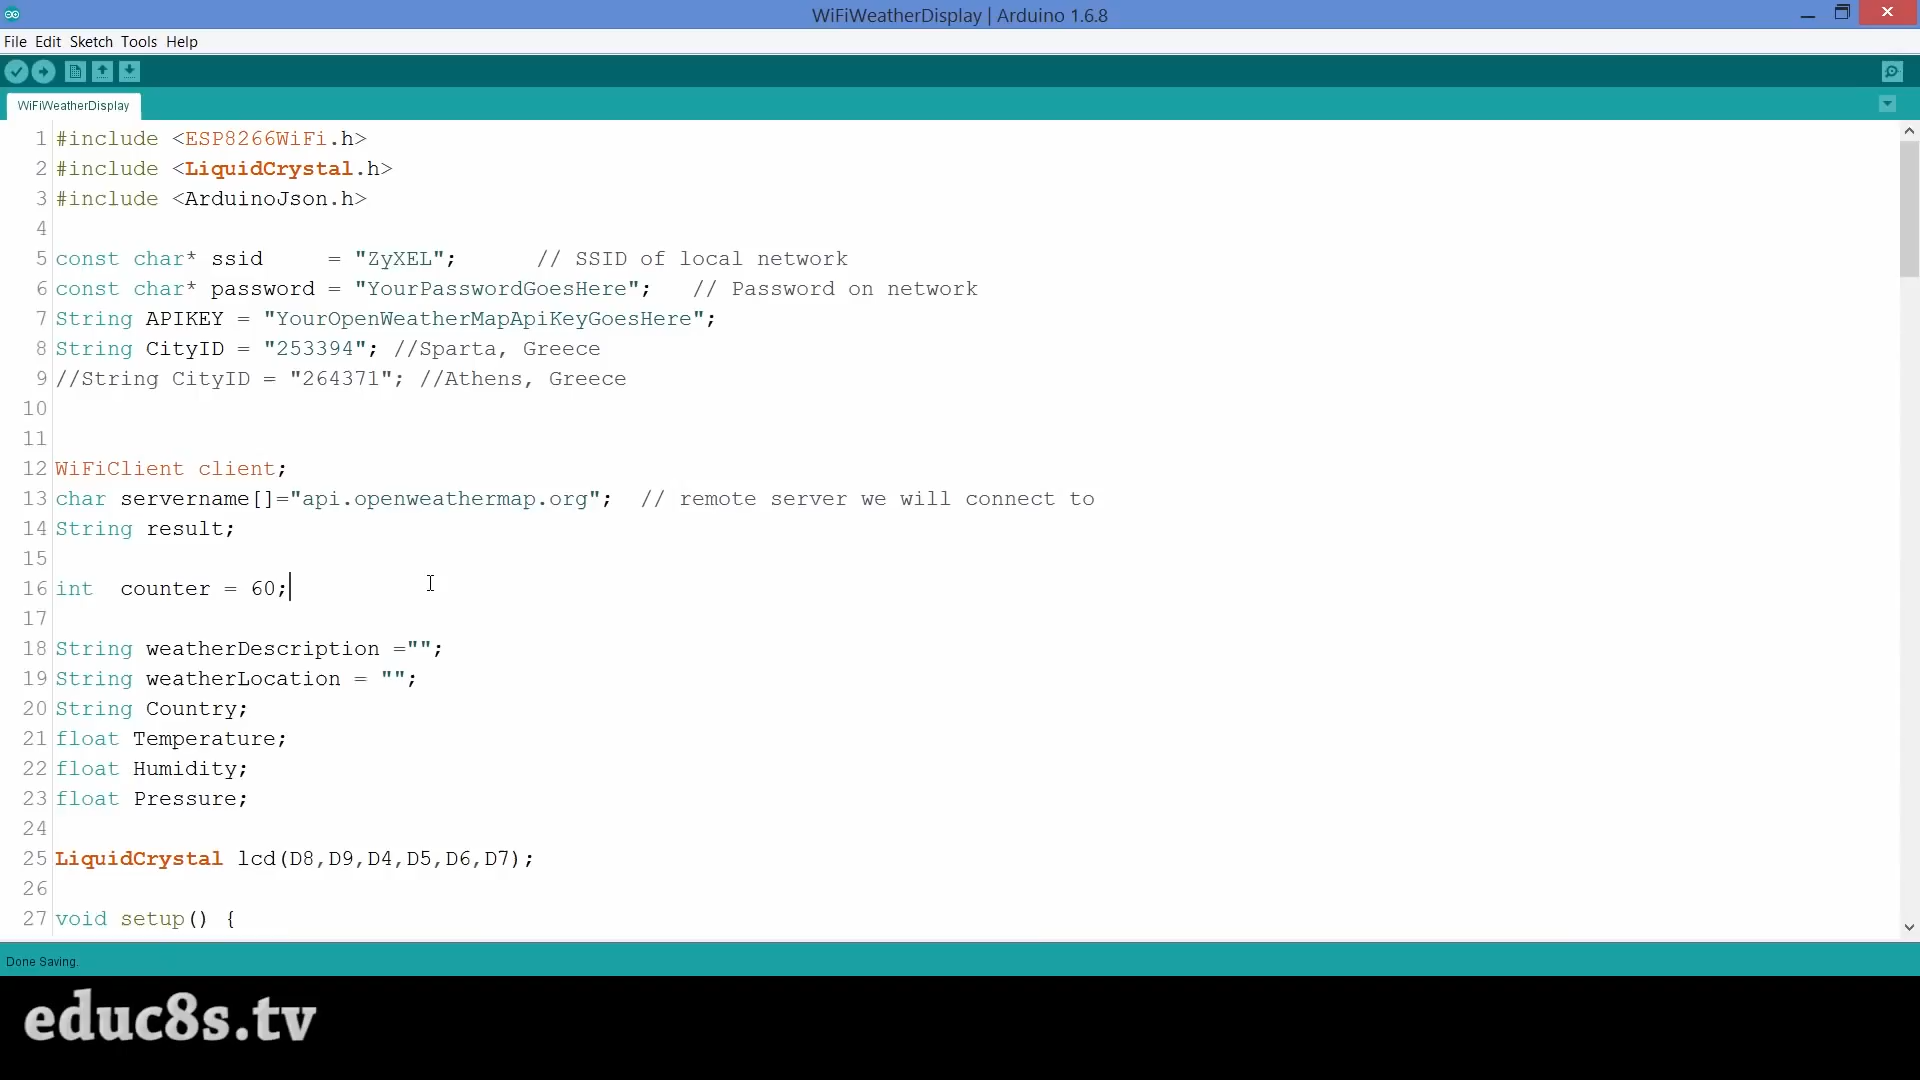 WiFiWeatherDisplay | Arduino 1.6.8
File Edit Sketch Tools Help
WiFiWeatherDisplay
1 #include <ESP8266WiFi.h>
2 #include <LiquidCrystal.h>
3 #include <ArduinoJson.h>
4
5 const char* ssid     = "ZyXEL";      // SSID of local network
6 const char* password = "YourPasswordGoesHere";   // Password on network
7 String APIKEY = "YourOpenWeatherMapApiKeyGoesHere";
8 String CityID = "253394"; //Sparta, Greece
9 //String CityID = "264371"; //Athens, Greece
10
11
12 WiFiClient client;
13 char servername[]="api.openweathermap.org";  // remote server we will connect to
14 String result;
15
16 int  counter = 60;
17
18 String weatherDescription ="";
19 String weatherLocation = "";
20 String Country;
21 float Temperature;
22 float Humidity;
23 float Pressure;
24
25 LiquidCrystal lcd(D8,D9,D4,D5,D6,D7);
26
27 void setup() {
Done Saving.
educ8s.tv